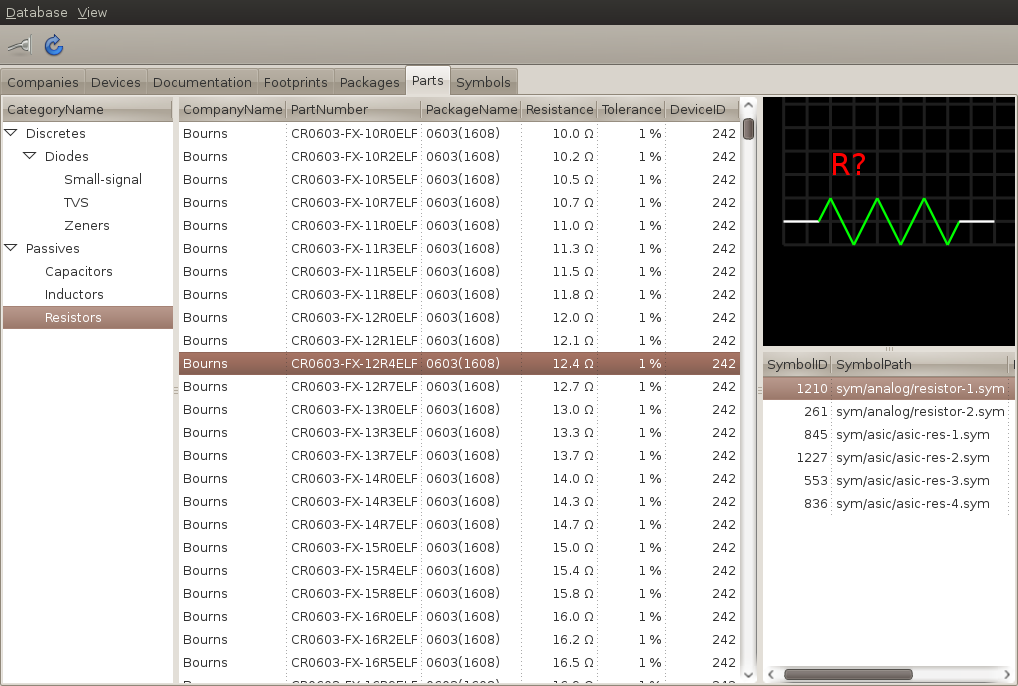 Database View
Companies Devices Documentation Footprints Packages Parts Symbols
CategoryName
Discretes
Diodes
Small-signal
TVS
Zeners
Passives
Capacitors
Inductors
Resistors
CompanyName PartNumber PackageName Resistance Tolerance DeviceID
Bourns CR0603-FX-10R0ELF 0603(1608) 10.0 Ω 1 % 242
Bourns CR0603-FX-10R2ELF 0603(1608) 10.2 Ω 1 % 242
Bourns CR0603-FX-10R5ELF 0603(1608) 10.5 Ω 1 % 242
Bourns CR0603-FX-10R7ELF 0603(1608) 10.7 Ω 1 % 242
Bourns CR0603-FX-11R0ELF 0603(1608) 11.0 Ω 1 % 242
Bourns CR0603-FX-11R3ELF 0603(1608) 11.3 Ω 1 % 242
Bourns CR0603-FX-11R5ELF 0603(1608) 11.5 Ω 1 % 242
Bourns CR0603-FX-11R8ELF 0603(1608) 11.8 Ω 1 % 242
Bourns CR0603-FX-12R0ELF 0603(1608) 12.0 Ω 1 % 242
Bourns CR0603-FX-12R1ELF 0603(1608) 12.1 Ω 1 % 242
Bourns CR0603-FX-12R4ELF 0603(1608) 12.4 Ω 1 % 242
Bourns CR0603-FX-12R7ELF 0603(1608) 12.7 Ω 1 % 242
Bourns CR0603-FX-13R0ELF 0603(1608) 13.0 Ω 1 % 242
Bourns CR0603-FX-13R3ELF 0603(1608) 13.3 Ω 1 % 242
Bourns CR0603-FX-13R7ELF 0603(1608) 13.7 Ω 1 % 242
Bourns CR0603-FX-14R0ELF 0603(1608) 14.0 Ω 1 % 242
Bourns CR0603-FX-14R3ELF 0603(1608) 14.3 Ω 1 % 242
Bourns CR0603-FX-14R7ELF 0603(1608) 14.7 Ω 1 % 242
Bourns CR0603-FX-15R0ELF 0603(1608) 15.0 Ω 1 % 242
Bourns CR0603-FX-15R4ELF 0603(1608) 15.4 Ω 1 % 242
Bourns CR0603-FX-15R8ELF 0603(1608) 15.8 Ω 1 % 242
Bourns CR0603-FX-16R0ELF 0603(1608) 16.0 Ω 1 % 242
Bourns CR0603-FX-16R2ELF 0603(1608) 16.2 Ω 1 % 242
Bourns CR0603-FX-16R5ELF 0603(1608) 16.5 Ω 1 % 242
R?
SymbolID SymbolPath
1210 sym/analog/resistor-1.sym
261 sym/analog/resistor-2.sym
845 sym/asic/asic-res-1.sym
1227 sym/asic/asic-res-2.sym
553 sym/asic/asic-res-3.sym
836 sym/asic/asic-res-4.sym